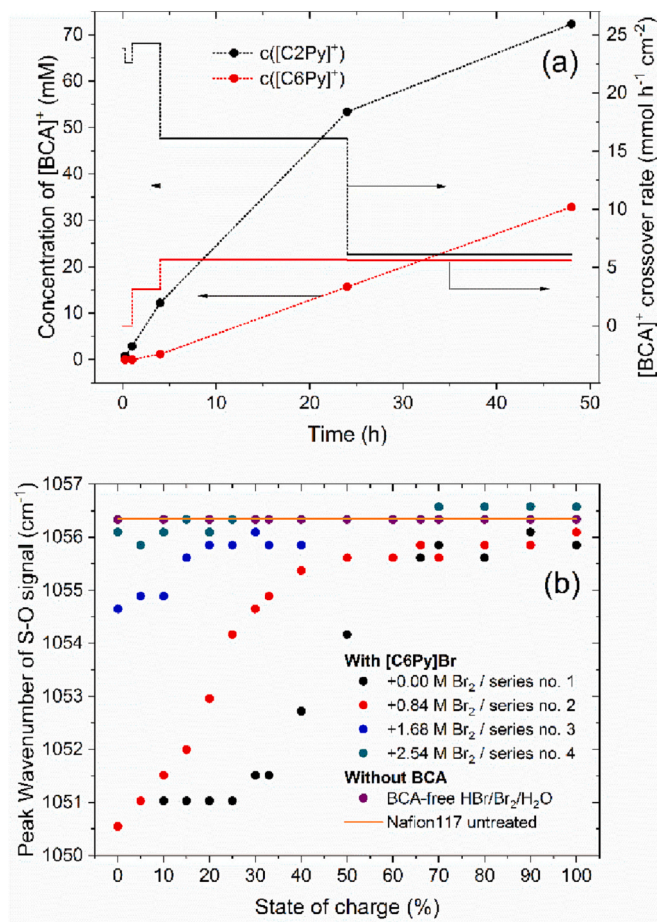 (a)
c([C2Py]⁺)
c([C6Py]⁺)
Concentration of [BCA]⁺ (mM)
70
60
50
40
30
20
10
0
[BCA]⁺ crossover rate (mmol h⁻¹ cm⁻²)
25
20
15
10
5
0
0 10 20 30 40 50
Time (h)
(b)
Peak Wavenumber of S-O signal (cm⁻¹)
1057
1056
1055
1054
1053
1052
1051
1050
With [C6Py]Br
+0.00 M Br₂ / series no. 1
+0.84 M Br₂ / series no. 2
+1.68 M Br₂ / series no. 3
+2.54 M Br₂ / series no. 4
Without BCA
BCA-free HBr/Br₂/H₂O
Nafion117 untreated
0 10 20 30 40 50 60 70 80 90 100
State of charge (%)